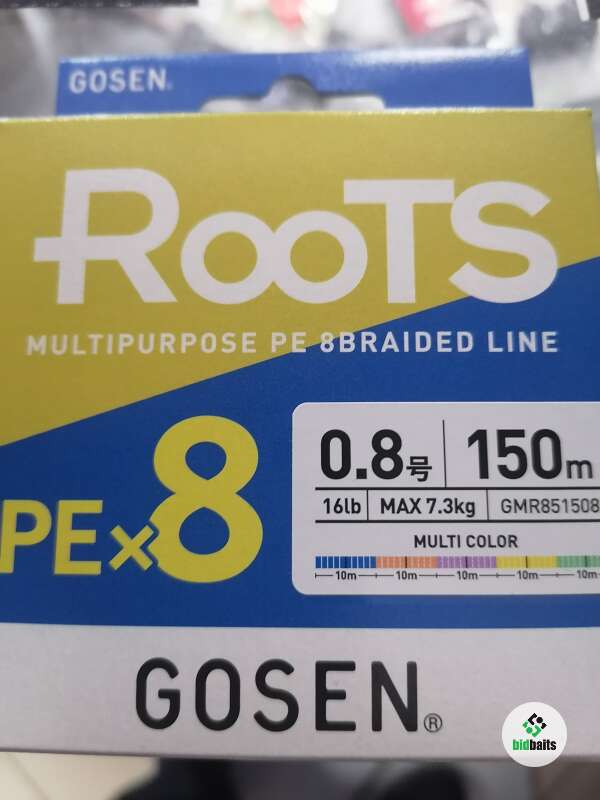 GOSEN®
RooTS
MULTIPURPOSE PE 8BRAIDED LINE
PE×8
0.8号 150m
16lb MAX 7.3kg GMR851508
MULTI COLOR
10m 10m 10m 10m 10m
GOSEN®
bidbaits